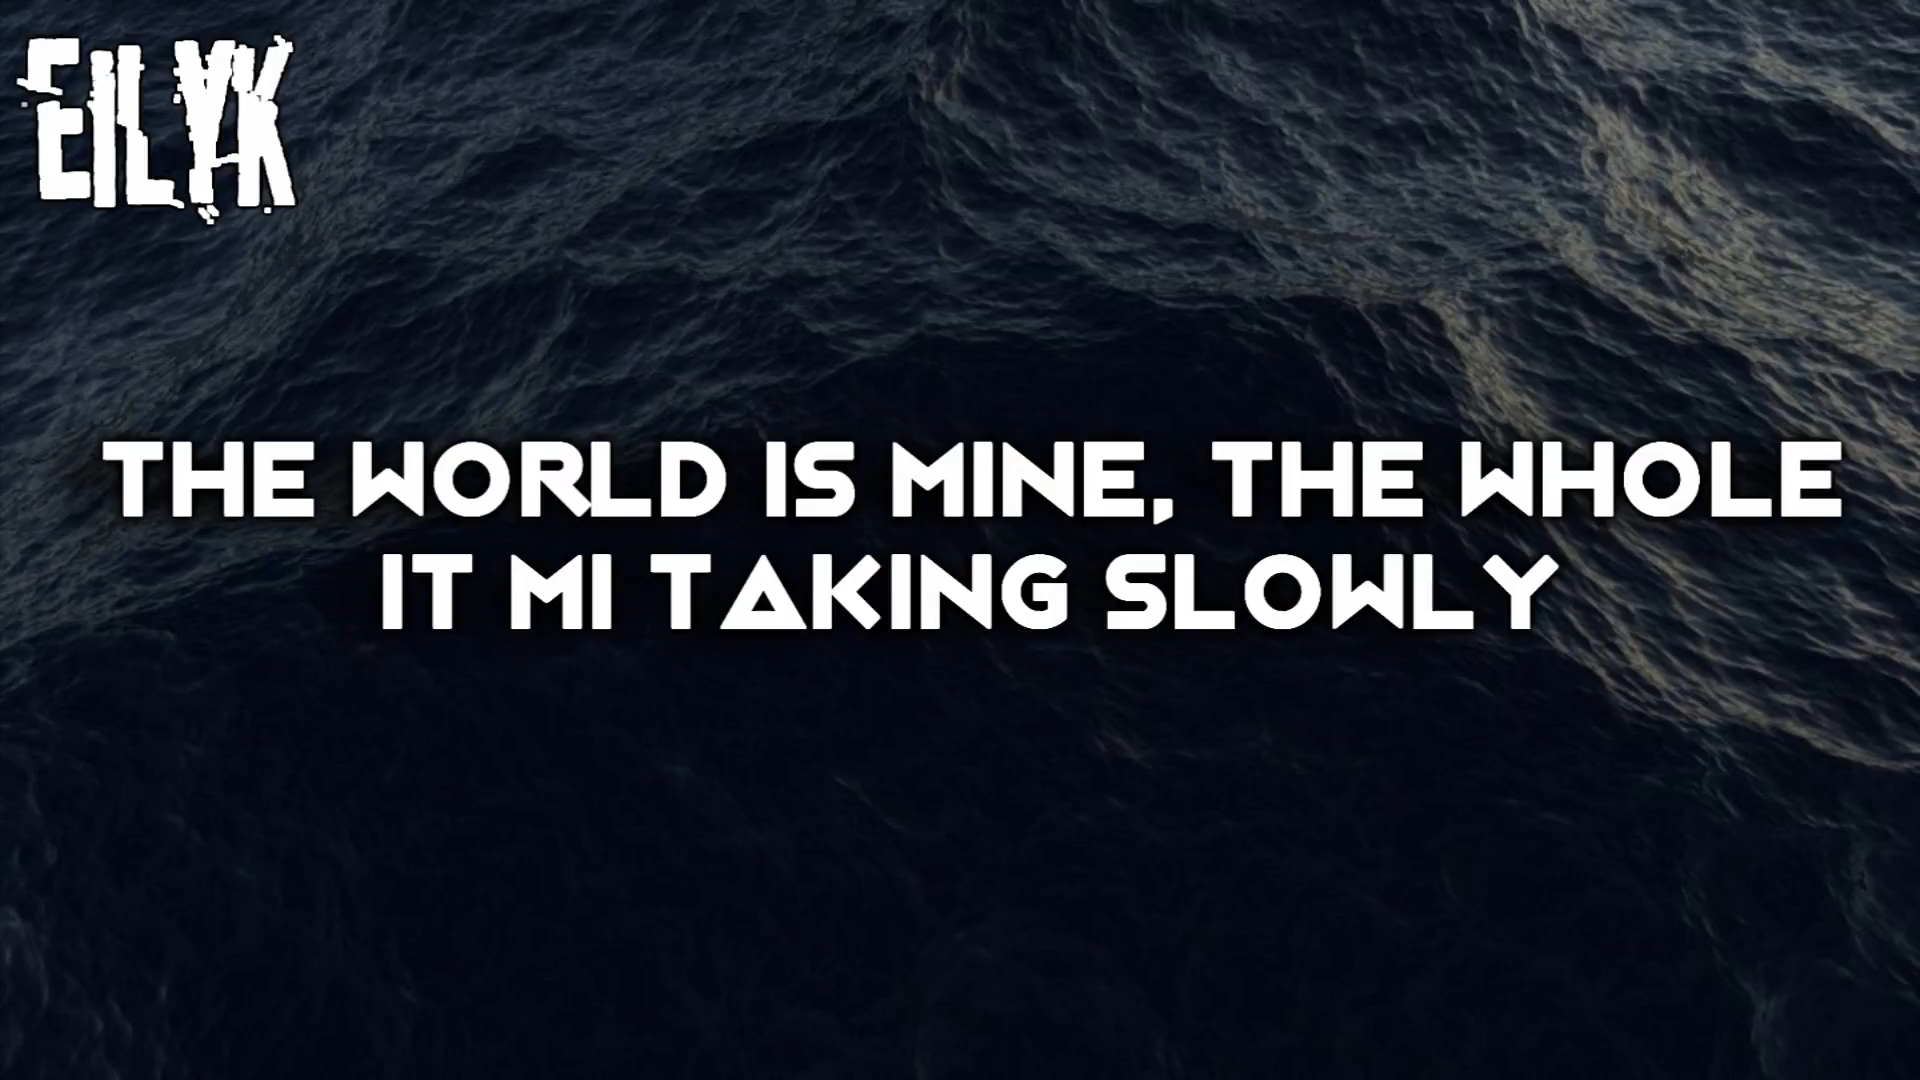 EILYK
THE WORLD IS MINE, THE WHOLE
IT MI TAKING SLOWLY